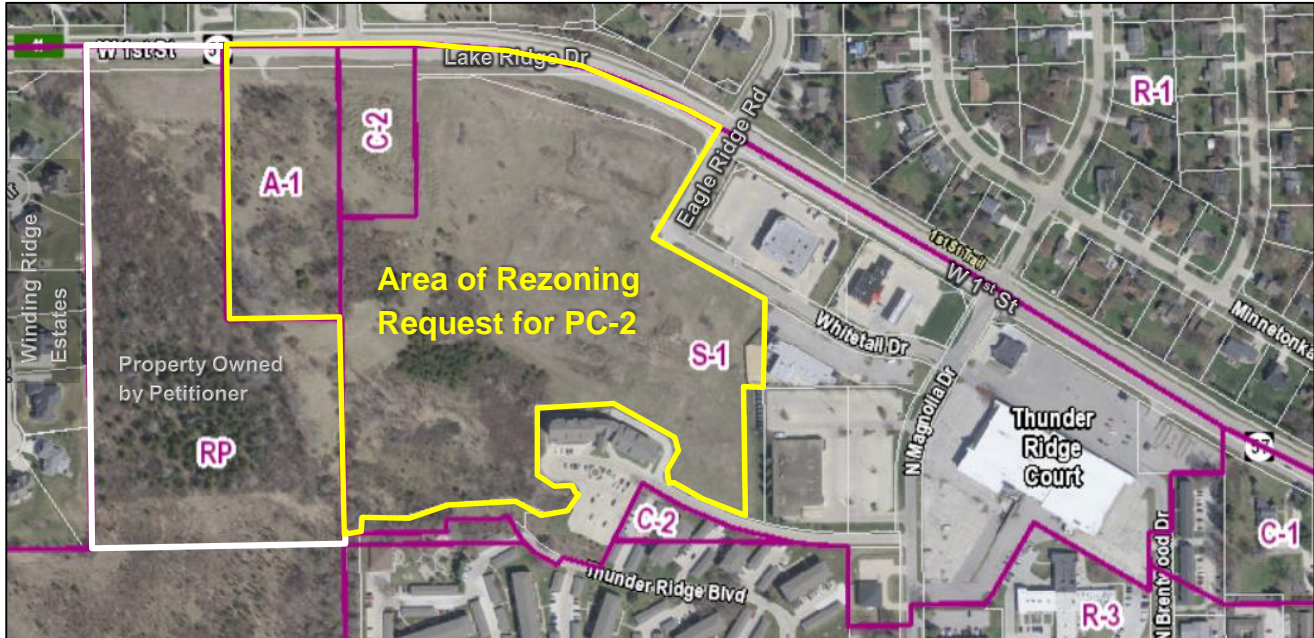 W 1st St
Lake Ridge Dr
Eagle Ridge Rd
R-1
C-2
A-1
1st St Trail
W 1st St
Winding Ridge
Estates
Area of Rezoning
Request for PC-2
Minnetonka
Whitetail Dr
S-1
Property Owned
by Petitioner
N Magnolia Dr
Thunder
Ridge
Court
57
RP
C-2
C-1
Thunder Ridge Blvd
N Brentwood Dr
R-3